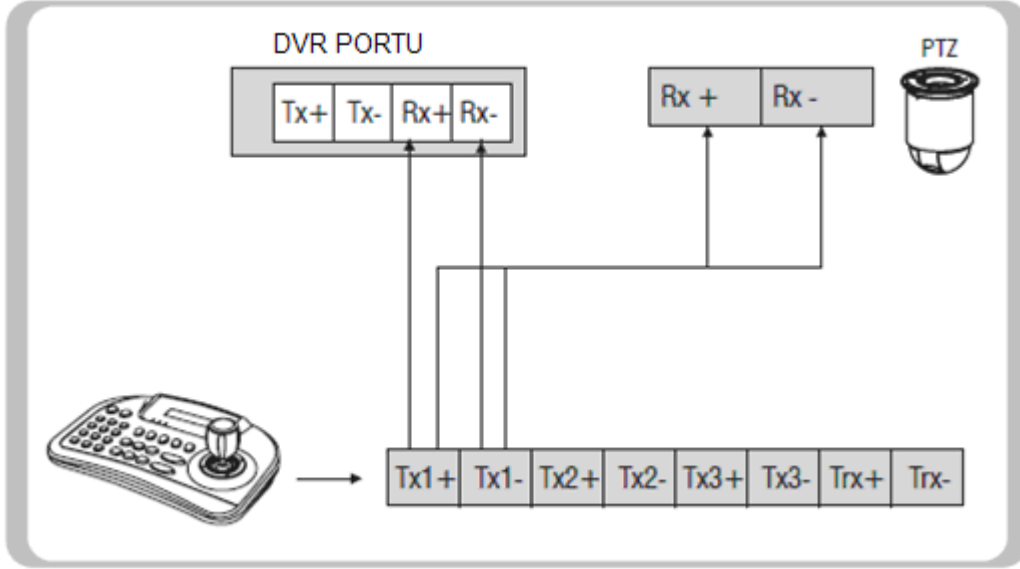 DVR PORTU
PTZ
Tx+ Tx- Rx+ Rx-
Rx + Rx -
Tx1+ Tx1- Tx2+ Tx2- Tx3+ Tx3- Trx+ Trx-